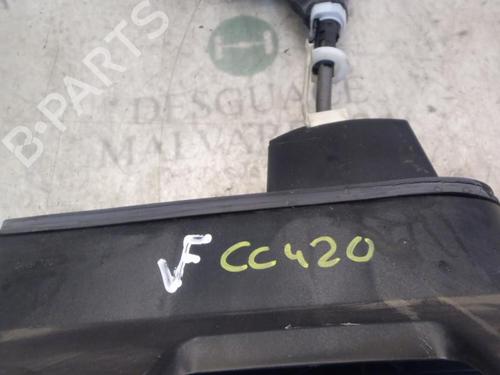 B-PARTS
DESGUACE
MALVAR
VF CC420